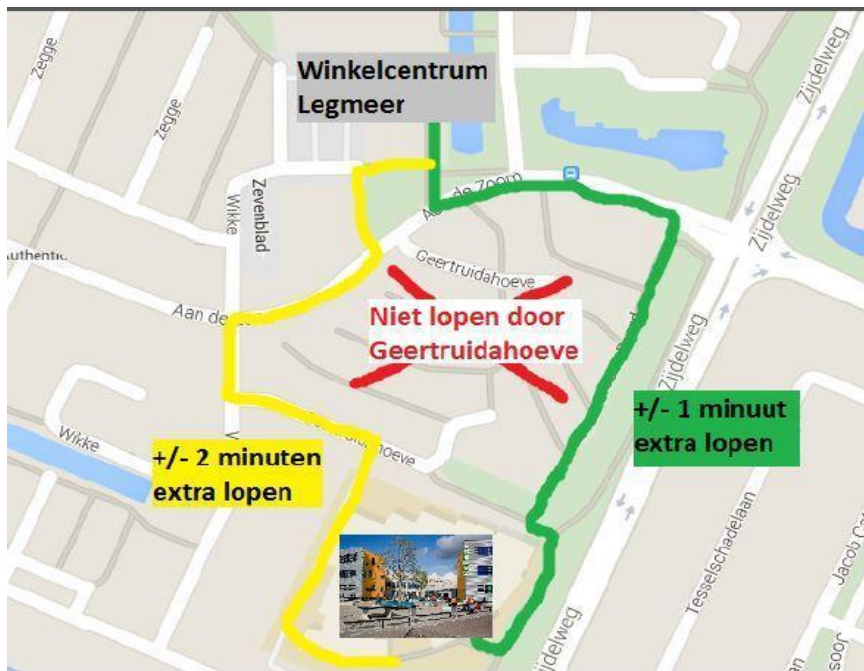 Winkelcentrum
Legmeer
Zegge
Zegge
Zijdelweg
Zijdelweg
Wikke
Zevenblad
Aan de Zoom
Geertruidahoeve
Niet lopen door
Geertruidahoeve
Aan de
Zijdelweg
+/- 1 minuut
extra lopen
Wikke
+/- 2 minuten
extra lopen
Tesselschadelaan
Jacob
Zijdelweg